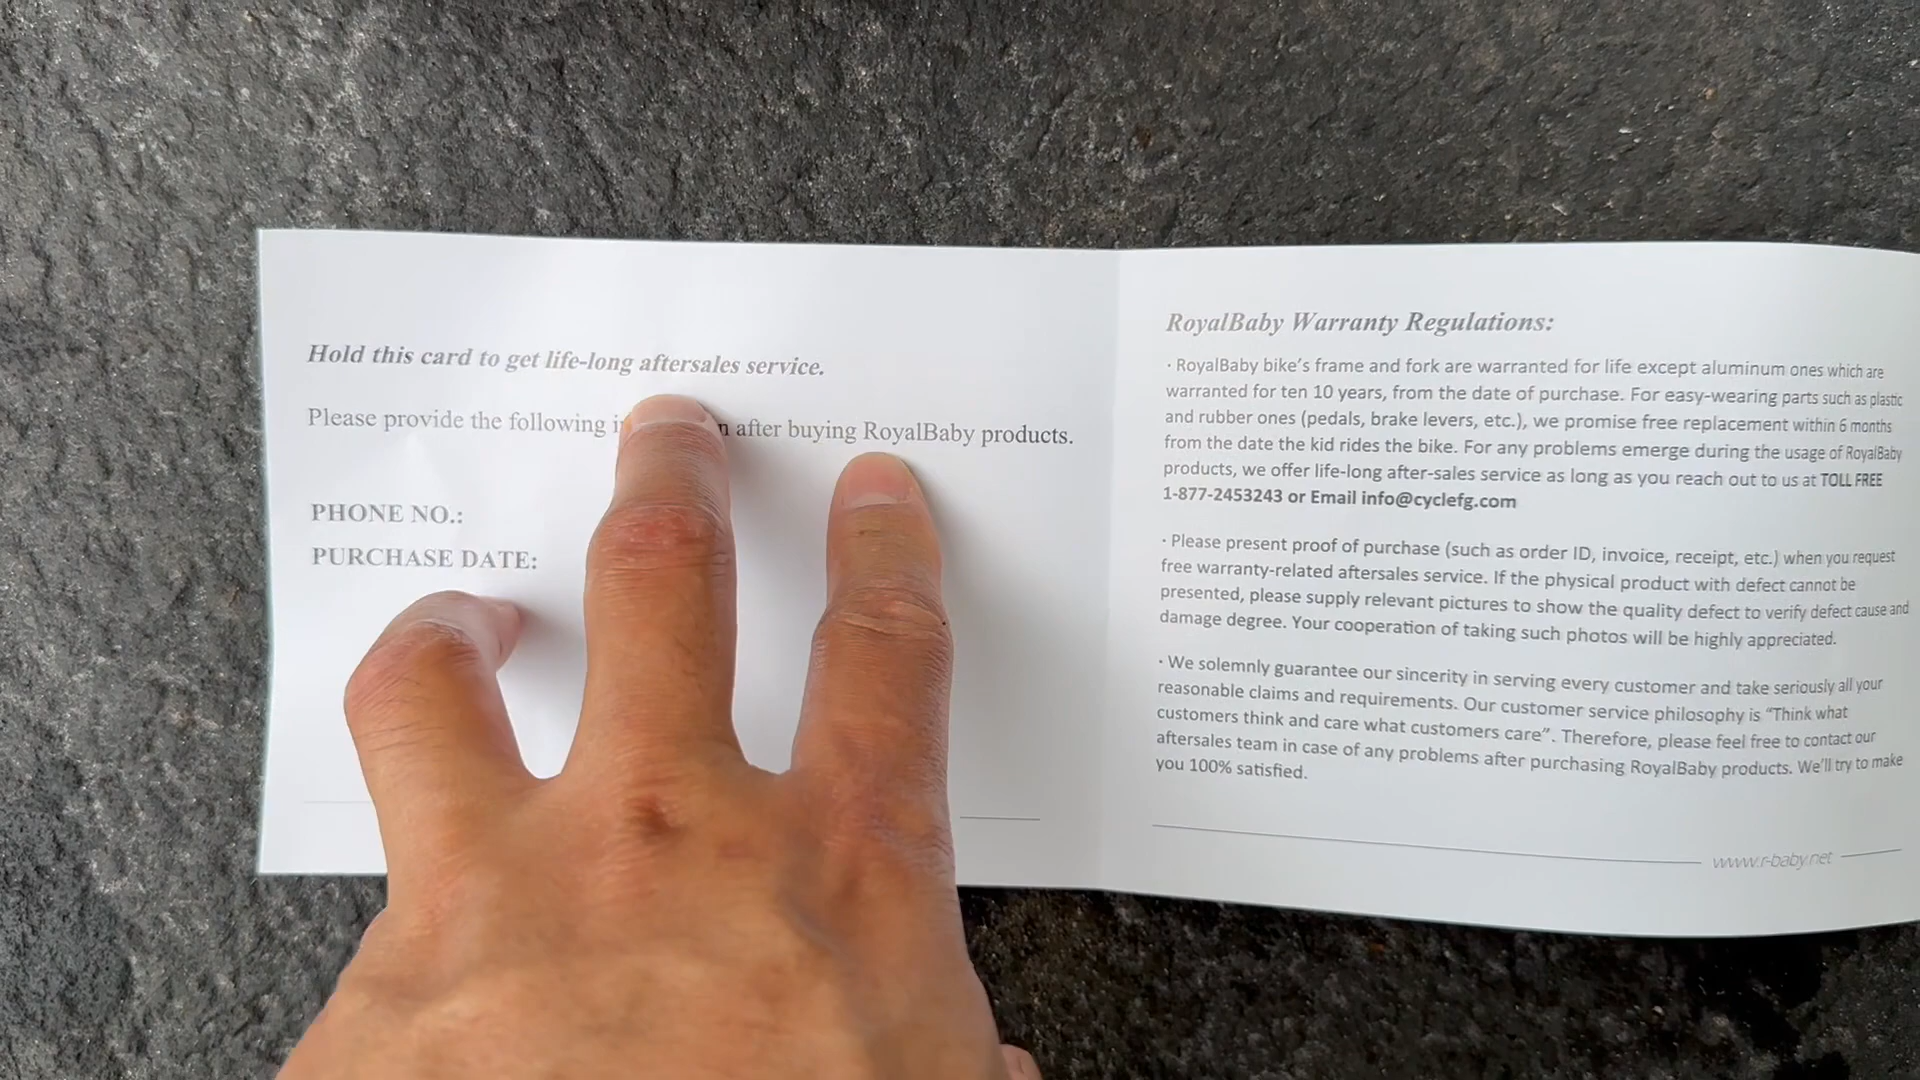 Hold this card to get life-long aftersales service.
Please provide the following after buying RoyalBaby products.
PHONE NO.:
PURCHASE DATE:
RoyalBaby Warranty Regulations:
· RoyalBaby bike's frame and fork are warranted for life except aluminum ones which are
warranted for ten 10 years, from the date of purchase. For easy-wearing parts such as plastic
and rubber ones (pedals, brake levers, etc.), we promise free replacement within 6 months
from the date the kid rides the bike. For any problems emerge during the usage of RoyalBaby
products, we offer life-long after-sales service as long as you reach out to us at TOLL FREE
1-877-2453243 or Email info@cyclefg.com
· Please present proof of purchase (such as order ID, invoice, receipt, etc.) when you request
free warranty-related aftersales service. If the physical product with defect cannot be
presented, please supply relevant pictures to show the quality defect to verify defect cause and
damage degree. Your cooperation of taking such photos will be highly appreciated.
· We solemnly guarantee our sincerity in serving every customer and take seriously all your
reasonable claims and requirements. Our customer service philosophy is “Think what
customers think and care what customers care”. Therefore, please feel free to contact our
aftersales team in case of any problems after purchasing RoyalBaby products. We'll try to make
you 100% satisfied.
www.r-baby.net